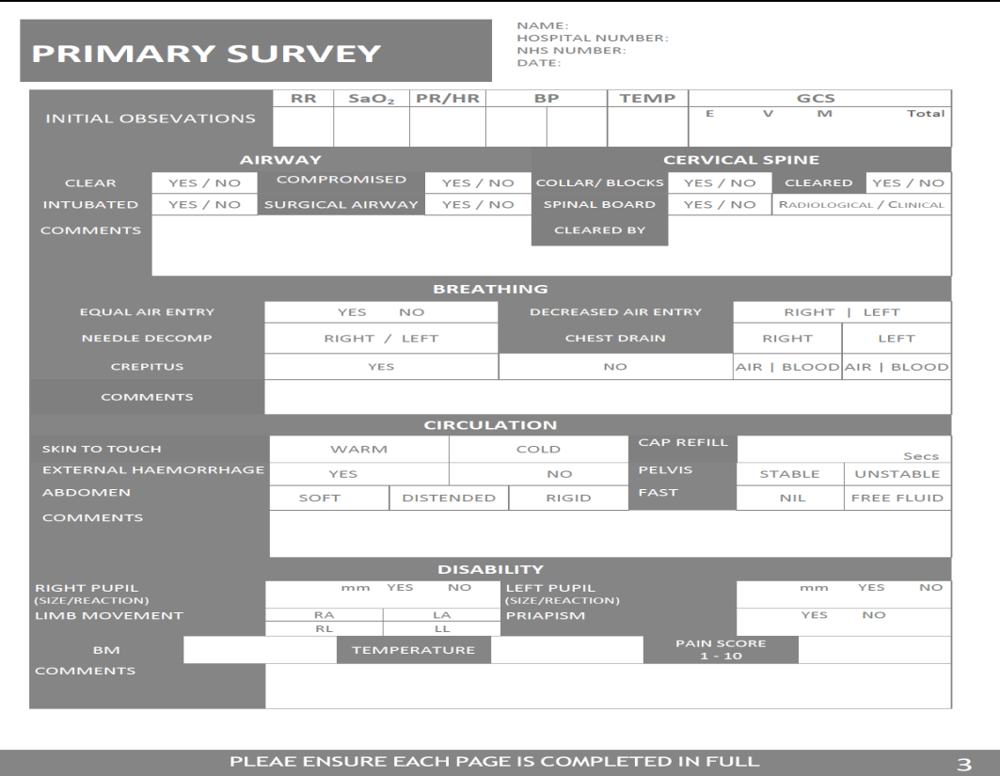 PRIMARY SURVEY
NAME:
HOSPITAL NUMBER:
NHS NUMBER:
DATE:
INITIAL OBSEVATIONS
RR SaO₂ PR/HR BP TEMP GCS
E V M Total
AIRWAY CERVICAL SPINE
CLEAR YES / NO COMPROMISED YES / NO COLLAR/ BLOCKS YES / NO CLEARED YES / NO
INTUBATED YES / NO SURGICAL AIRWAY YES / NO SPINAL BOARD YES / NO RADIOLOGICAL / CLINICAL
COMMENTS CLEARED BY
BREATHING
EQUAL AIR ENTRY YES NO DECREASED AIR ENTRY RIGHT | LEFT
NEEDLE DECOMP RIGHT / LEFT CHEST DRAIN RIGHT LEFT
CREPITUS YES NO AIR | BLOOD AIR | BLOOD
COMMENTS
CIRCULATION
SKIN TO TOUCH WARM COLD CAP REFILL Secs
EXTERNAL HAEMORRHAGE YES NO PELVIS STABLE UNSTABLE
ABDOMEN SOFT DISTENDED RIGID FAST NIL FREE FLUID
COMMENTS
DISABILITY
RIGHT PUPIL mm YES NO LEFT PUPIL mm YES NO
(SIZE/REACTION) (SIZE/REACTION)
LIMB MOVEMENT RA LA PRIAPISM YES NO
RL LL
BM TEMPERATURE PAIN SCORE
1 - 10
COMMENTS
PLEAE ENSURE EACH PAGE IS COMPLETED IN FULL 3